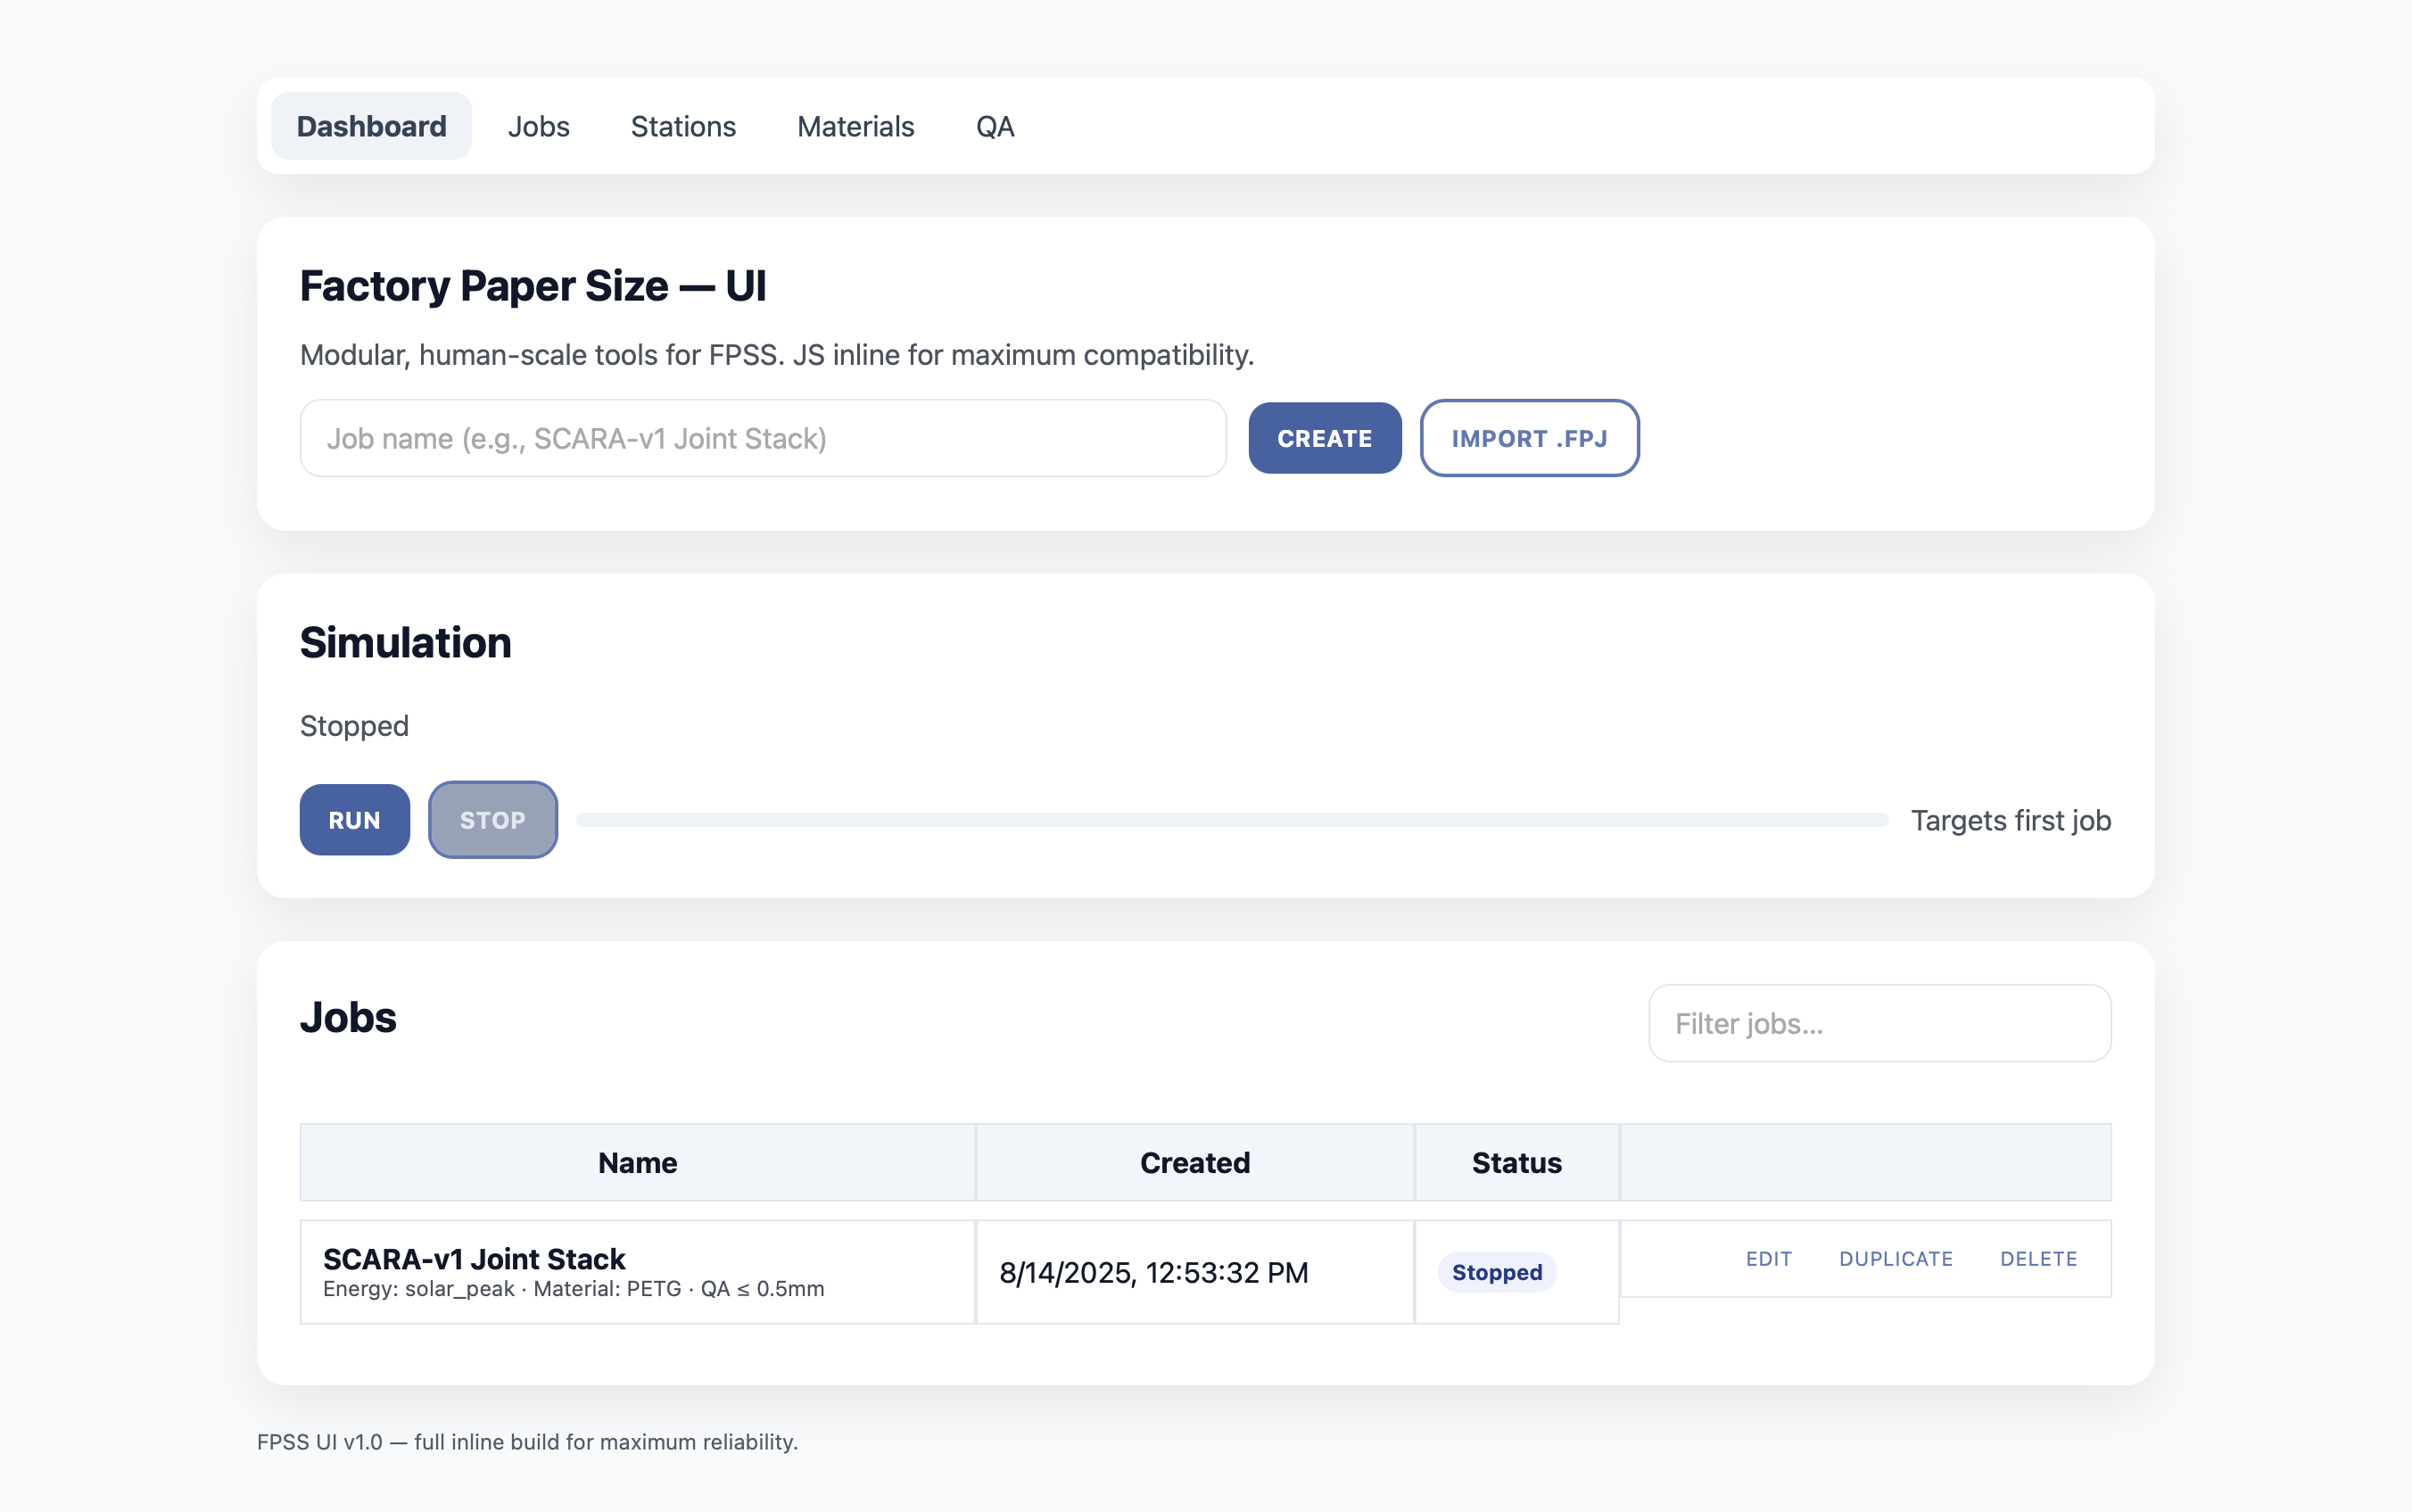 Dashboard Jobs Stations Materials QA
Factory Paper Size — UI
Modular, human-scale tools for FPSS. JS inline for maximum compatibility.
Job name (e.g., SCARA-v1 Joint Stack) CREATE IMPORT .FPJ
Simulation
Stopped
RUN STOP Targets first job
Jobs Filter jobs...
Name Created Status
SCARA-v1 Joint Stack
Energy: solar_peak · Material: PETG · QA ≤ 0.5mm
8/14/2025, 12:53:32 PM Stopped EDIT DUPLICATE DELETE
FPSS UI v1.0 — full inline build for maximum reliability.